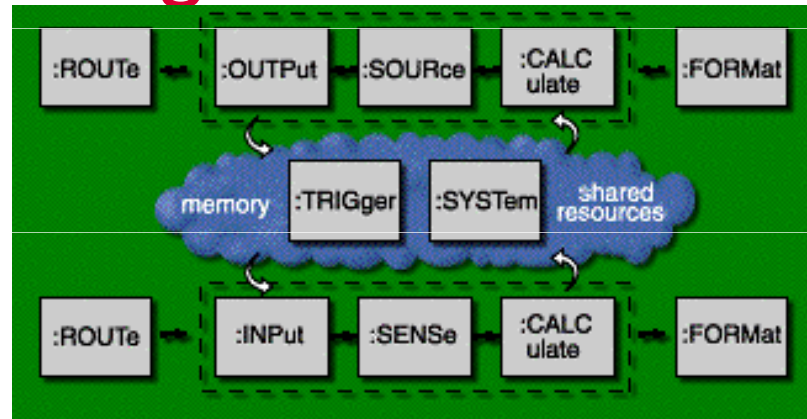 :ROUTe
:OUTPut
:SOURce
:CALC
ulate
:FORMat
memory
:TRIGger
:SYSTem
shared
resources
:ROUTe
:INPut
:SENSe
:CALC
ulate
:FORMat